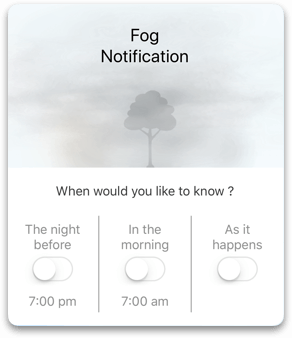 Fog
Notification
When would you like to know ?
The night
before
In the
morning
As it
happens
7:00 pm
7:00 am